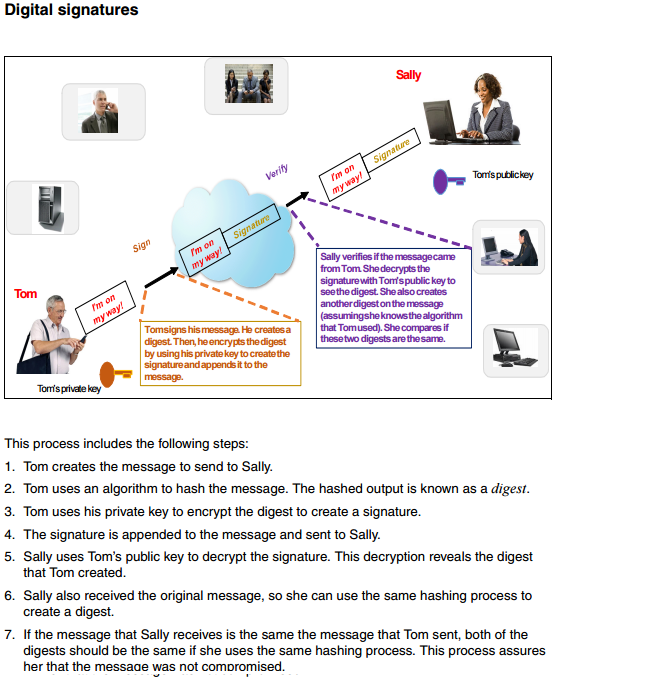 Digital signatures
Sally
Verify
I'm on
my way!
Signature
Tom's public key
Sign
I'm on
my way!
Signature
Tom
I'm on
my way!
Sally verifies if the message came
from Tom. She decrypts the
signature with Tom's public key to
see the digest. She also creates
another digest on the message
(assuming she knows the algorithm
that Tom used). She compares if
these two digests are the same.
Tom signs his message. He creates a
digest. Then, he encrypts the digest
by using his private key to create the
signature and appends it to the
message.
Tom's private key
This process includes the following steps:
1. Tom creates the message to send to Sally.
2. Tom uses an algorithm to hash the message. The hashed output is known as a digest.
3. Tom uses his private key to encrypt the digest to create a signature.
4. The signature is appended to the message and sent to Sally.
5. Sally uses Tom's public key to decrypt the signature. This decryption reveals the digest
that Tom created.
6. Sally also received the original message, so she can use the same hashing process to
create a digest.
7. If the message that Sally receives is the same the message that Tom sent, both of the
digests should be the same if she uses the same hashing process. This process assures
her that the message was not compromised.